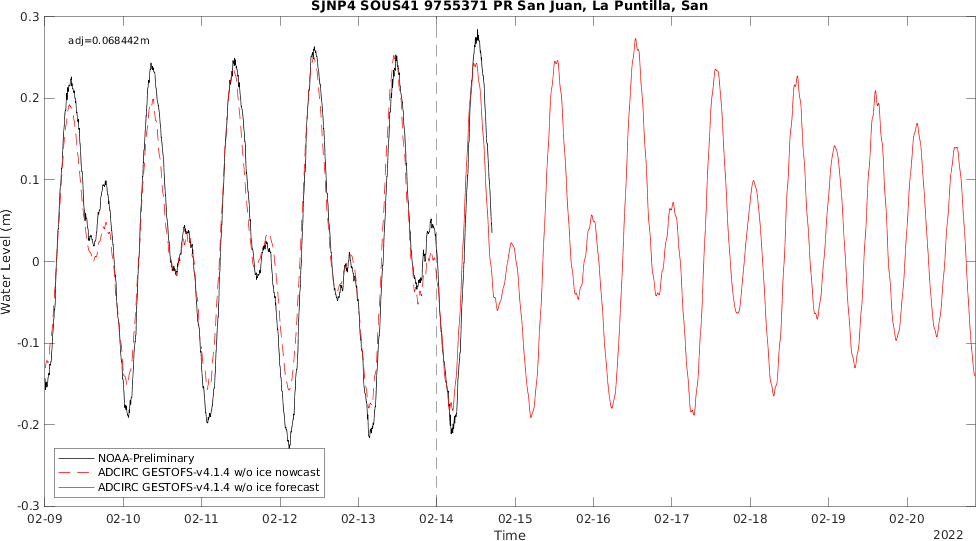 SJNP4 SOUS41 9755371 PR San Juan, La Puntilla, San
adj=0.068442m
0.3
0.2
0.1
0
-0.1
-0.2
-0.3
Water Level (m)
NOAA-Preliminary
ADCIRC GESTOFS-v4.1.4 w/o ice nowcast
ADCIRC GESTOFS-v4.1.4 w/o ice forecast
02-09 02-10 02-11 02-12 02-13 02-14 02-15 02-16 02-17 02-18 02-19 02-20
Time
2022